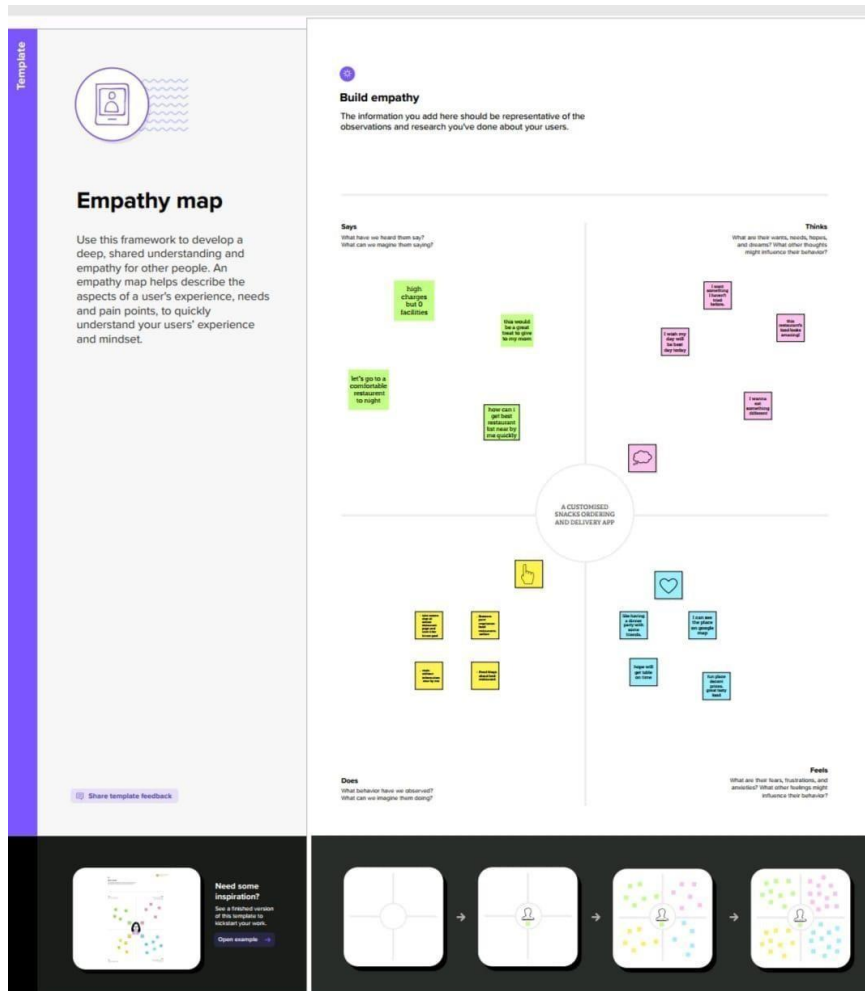 Template
Empathy map
Use this framework to develop a
deep, shared understanding and
empathy for other people. An
empathy map helps describe the
aspects of a user's experience, needs
and pain points, to quickly
understand your users' experience
and mindset.
Share template feedback
Build empathy
The information you add here should be representative of the
observations and research you've done about your users.
Says
What have we heard them say?
What can we imagine them saying?
Thinks
What are their wants, needs, hopes,
and dreams? What other thoughts
might influence their behavior?
high
charges
but 0
facilities
this would
be a great
treat to give
to my mom
let's go to a
comfortable
restaurent
to night
how can i
get best
restaurant
list near by
me quickly
I want
something
I haven't
tried
before.
this
restaurant's
food looks
amazing!
I wish my
day will
be best
day today
I wanna
eat
something
different
A CUSTOMISED
SNACKS ORDERING
AND DELIVERY APP
like having
a dinner
party with
some
friends.
I can see
the place
on google
map
hope will
get table
on time
fun place
decent
prices,
great tasty
food
Does
What behavior have we observed?
What can we imagine them doing?
Feels
What are their fears, frustrations, and
anxieties? What other feelings might
influence their behavior?
Need some
inspiration?
See a finished version
of this template to
kickstart your work.
Open example